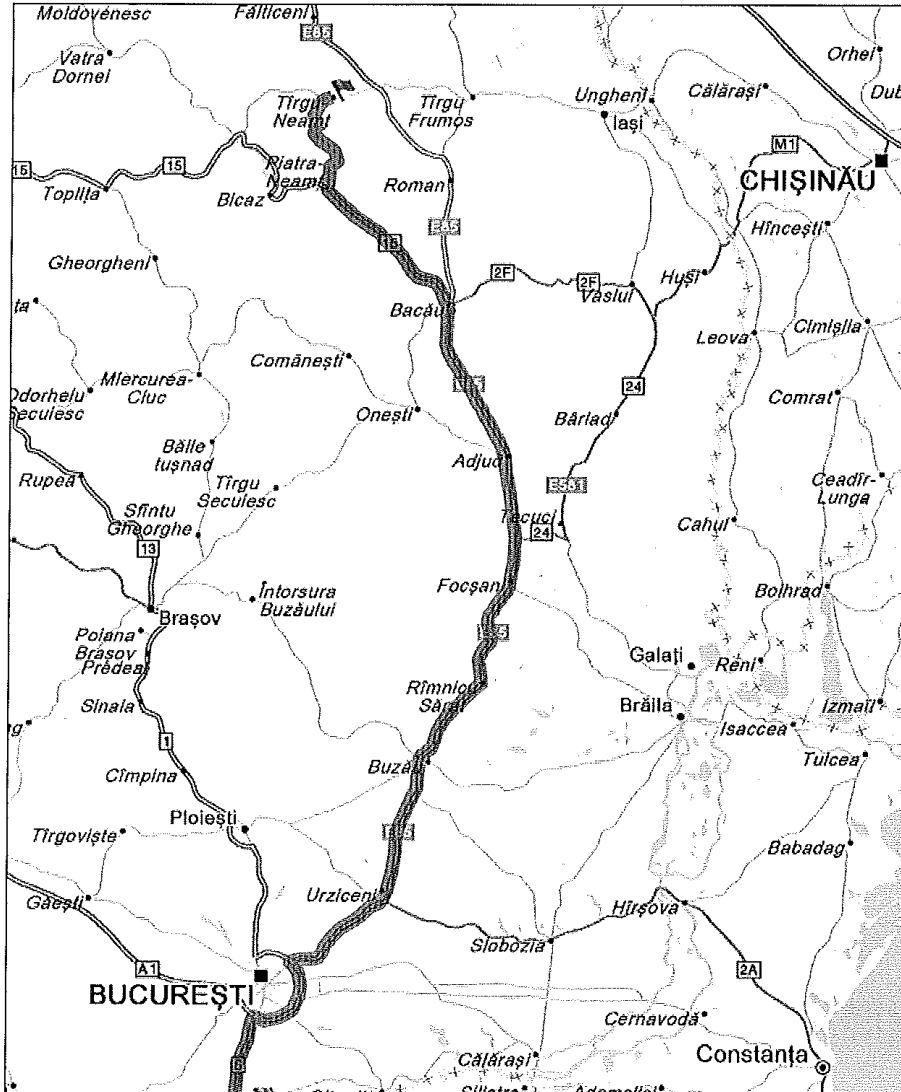 Moldovenesc
Fălticeni
E85
Orhei
Vatra
Dornei
Călărași
Ungheni
Dub
Tîrgu
Neamț
Tîrgu
Frumos
Iași
M1
15
15
Piatra-
Neamț
CHIȘINĂU
Toplița
Bicaz
Roman
E85
Hîncești
15
Gheorgheni
2F
2F
Huși
Vaslui
ța
Bacău
Cimișlia
Leova
Comănești
Miercurea-
Ciuc
24
Odorheiu
Secuiesc
Comrat
Onești
Bârlad
Băile
Tușnad
Adjud
Rupea
Tîrgu
Secuiesc
E581
Ceadîr-
Lunga
Sfîntu
Gheorghe
Tecuci
24
Cahul
13
Focșani
Bolhrad
Întorsura
Buzăului
Brașov
Poiana
Brașov
Predea
Galați
Reni
Rîmnicu
Sărat
Sinaia
Brăila
Izmail
Isaccea
1
Buzău
Cîmpina
Tulcea
Ploiești
Tîrgoviște
Babadag
Urziceni
Găești
Hîrșova
Slobozia
A1
2A
BUCUREȘTI
Cernavodă
Călărași
Constanța